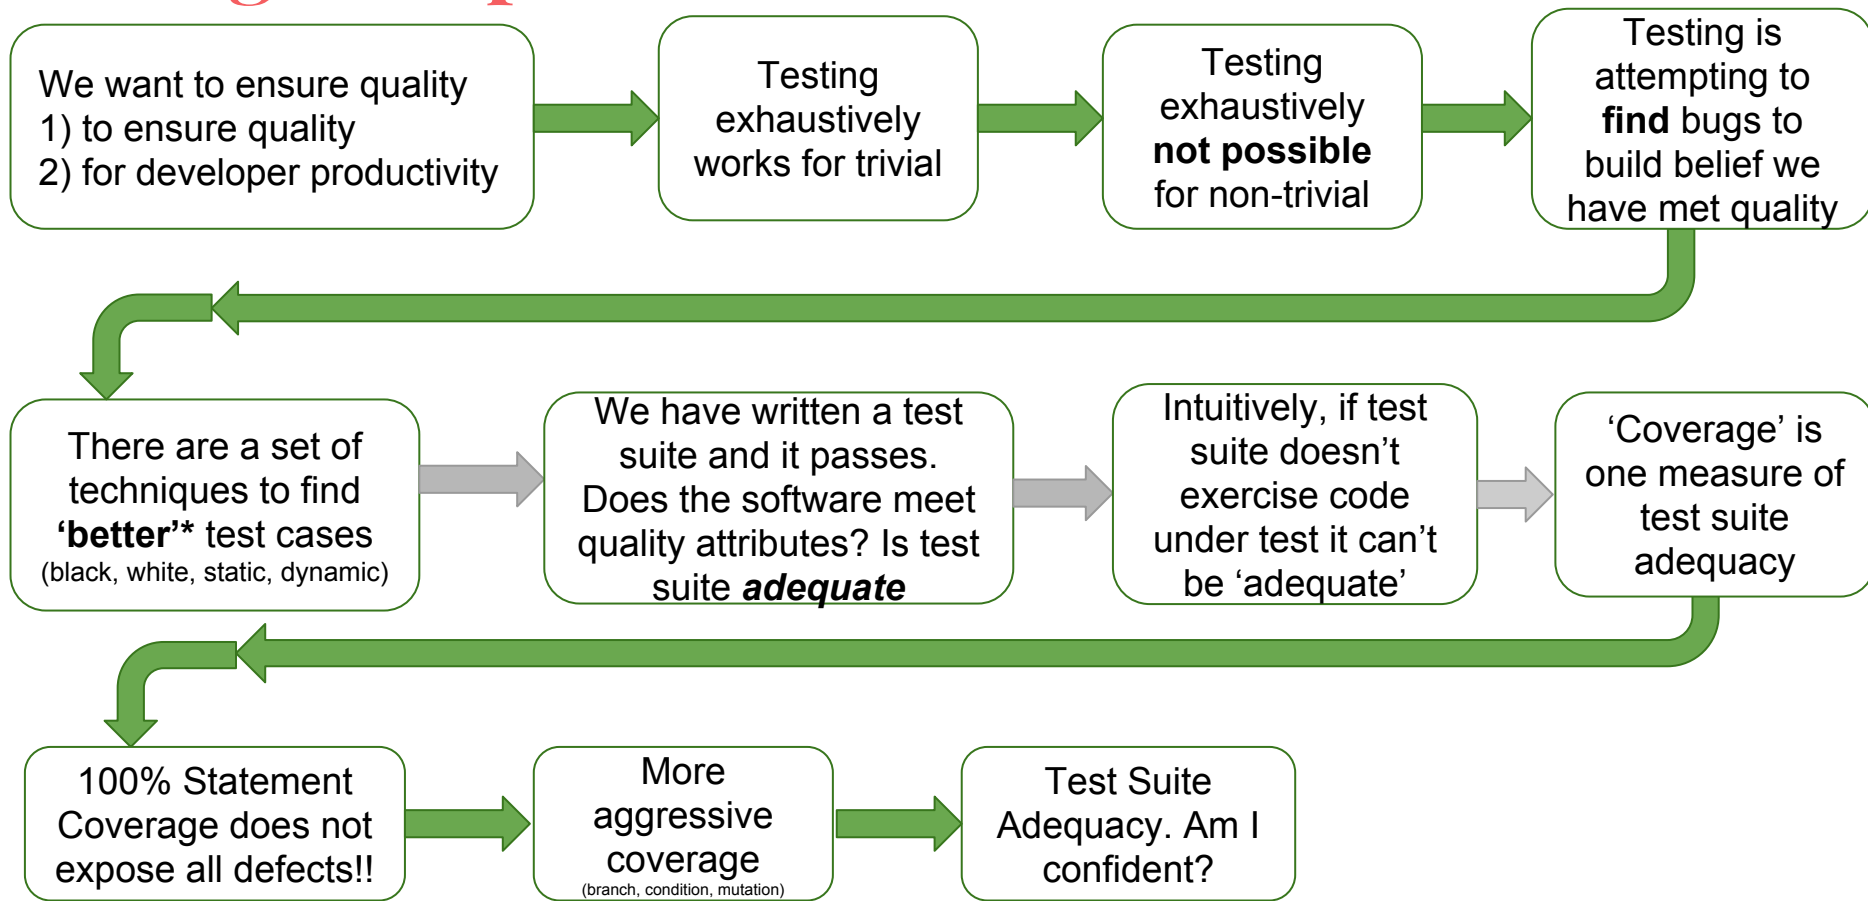 We want to ensure quality
1) to ensure quality
2) for developer productivity
Testing
exhaustively
works for trivial
Testing
exhaustively
not possible
for non-trivial
Testing is
attempting to
find bugs to
build belief we
have met quality
There are a set of
techniques to find
‘better’* test cases
(black, white, static, dynamic)
We have written a test
suite and it passes.
Does the software meet
quality attributes? Is test
suite adequate
Intuitively, if test
suite doesn’t
exercise code
under test it can’t
be ‘adequate’
‘Coverage’ is
one measure of
test suite
adequacy
100% Statement
Coverage does not
expose all defects!!
More
aggressive
coverage
(branch, condition, mutation)
Test Suite
Adequacy. Am I
confident?